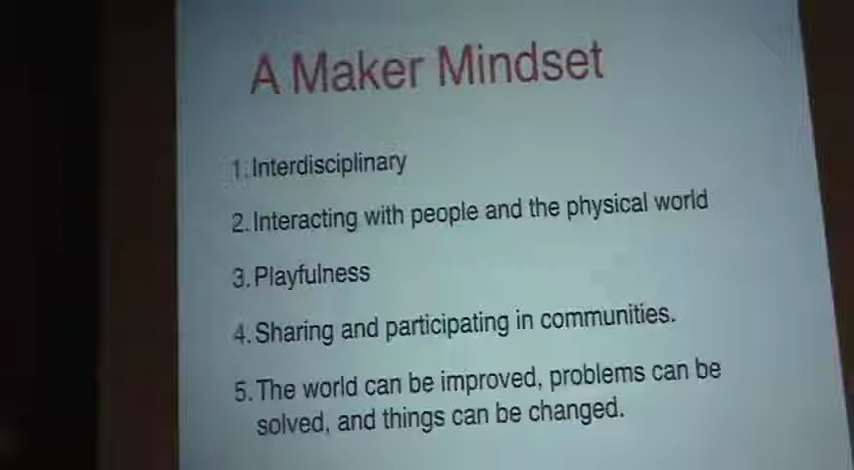 A Maker Mindset
1. Interdisciplinary
2. Interacting with people and the physical world
3. Playfulness
4. Sharing and participating in communities.
5. The world can be improved, problems can be
solved, and things can be changed.